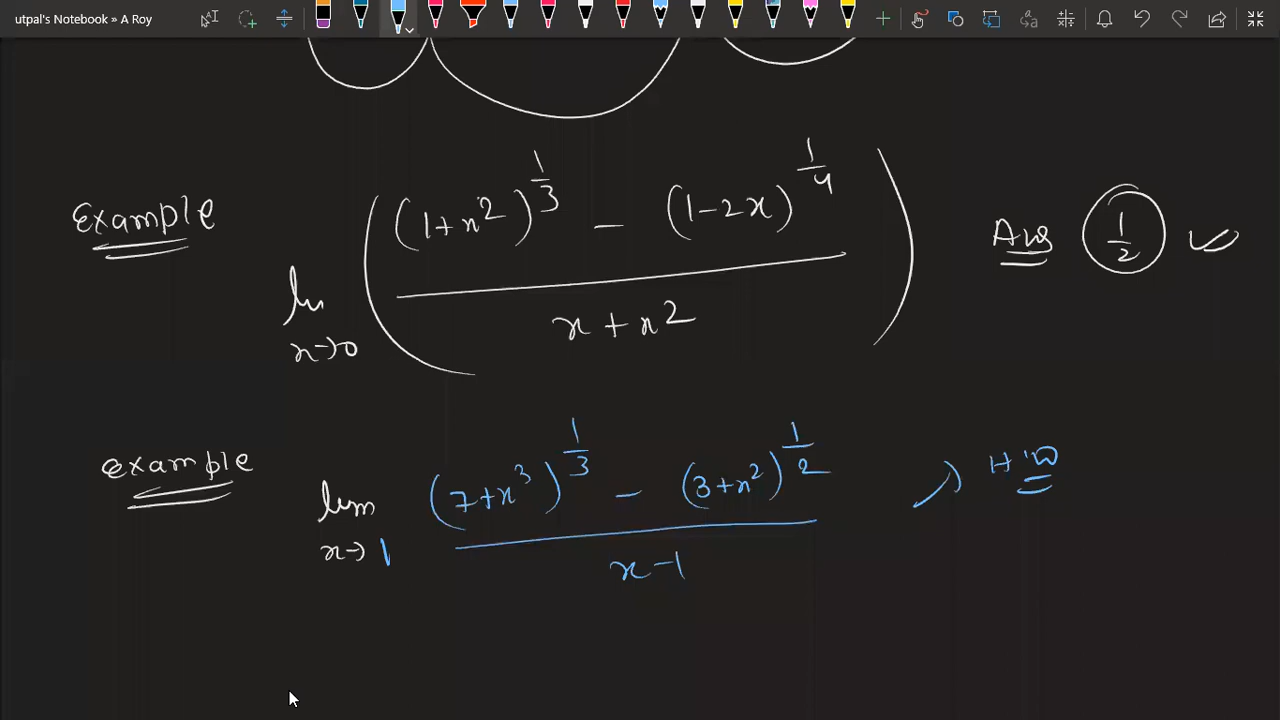 utpal's Notebook » A Roy
Example lim x→0 ( ((1+x²)^(1/3) − (1−2x)^(1/4)) / (x+x²) ) Ans 1/2
example lim x→1 ((7+x³)^(1/3) − (3+x²)^(1/2)) / (x−1) H.W